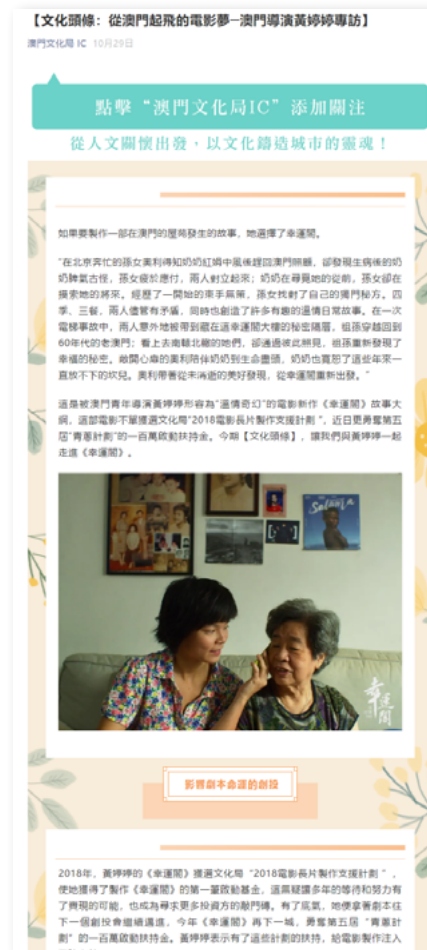 【文化頭條：從澳門起飛的電影夢─澳門導演黃婷婷專訪】
澳門文化局 IC 10月29日
點擊“澳門文化局IC”添加關注
從人文關懷出發，以文化鑄造城市的靈魂！
如果要製作一部在澳門的屋苑發生的故事，她選擇了幸運閣。
“在北京奔忙的孫女奧利得知奶奶紅娟中風後趕回澳門照顧，卻發現生病後的奶
奶脾氣古怪，孫女疲於應付，兩人對立起來；奶奶在尋覓她的從前，孫女卻在
摸索她的將來。經歷了一開始的束手無策，孫女找對了自己的獨門秘方。四
季、三餐，兩人儘管有矛盾，同時也創造了許多有趣的溫情日常故事。在一次
電梯事故中，兩人意外地被帶到藏在這幸運閣大樓的秘密隔層，祖孫穿越回到
60年代的老澳門；看上去南轅北轍的她們，卻通過彼此照見，祖孫重新發現了
幸福的秘密。敞開心扉的奧利陪伴奶奶到生命盡頭，奶奶也寬恕了這些年來一
直放不下的坎兒。奧利帶著從未消逝的美好發現，從幸運閣重新出發。”
這是被澳門青年導演黃婷婷形容為“溫情奇幻”的電影新作《幸運閣》故事大
綱，這部電影不單獲選文化局“2018電影長片製作支援計劃 ”，近日更勇奪第五
屆“青蔥計劃”的一百萬啟動扶持金。今期【文化頭條】，讓我們與黃婷婷一起
走進《幸運閣》。
幸運閣
影響劇本命運的創投
2018年，黃婷婷的《幸運閣》獲選文化局 “2018電影長片製作支援計劃 ” ，
使她獲得了製作《幸運閣》的第一筆啟動基金，這無疑讓多年的等待和努力有
了實現的可能，也成為尋求更多投資方的敲門磚。有了底氣，她便拿著劇本往
下一個創投會繼續邁進，今年《幸運閣》再下一城，勇奪第五屆 “青蔥計
劃” 的一百萬啟動扶持金。黃婷婷表示有了這些計劃的扶持，給電影製作注入